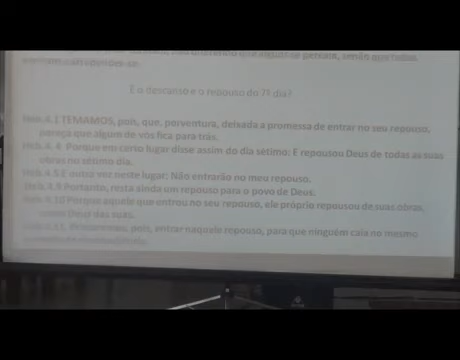 E o descanso e o repouso do 7º dia?
Heb.4.1 TEMAMOS, pois, que, porventura, deixada a promessa de entrar no seu repouso,
pareça que algum de vós fica para trás.
Heb.4.4 Porque em certo lugar disse assim do dia sétimo: E repousou Deus de todas as suas
obras no sétimo dia.
Heb.4.5 E outra vez neste lugar: Não entrarão no meu repouso.
Heb.4.9 Portanto, resta ainda um repouso para o povo de Deus.
Heb.4.10 Porque aquele que entrou no seu repouso, ele próprio repousou de suas obras,
como Deus das suas.
pois, entrar naquele repouso, para que ninguém caia no mesmo